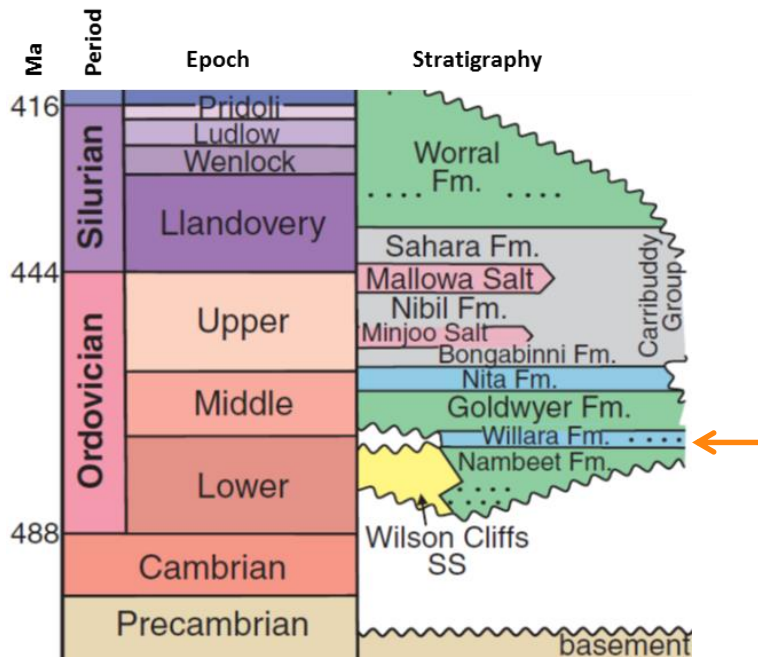 Ma
Period
Epoch
Stratigraphy
416
Pridoli
Ludlow
Wenlock
Silurian
Llandovery
Worral
Fm.
444
Sahara Fm.
Mallowa Salt
Nibil Fm.
Minjoo Salt
Bongabinni Fm.
Carribuddy
Group
Ordovician
Upper
Middle
Lower
Nita Fm.
Goldwyer Fm.
Willara Fm.
Nambeet Fm.
Wilson Cliffs
SS
488
Cambrian
Precambrian
basement